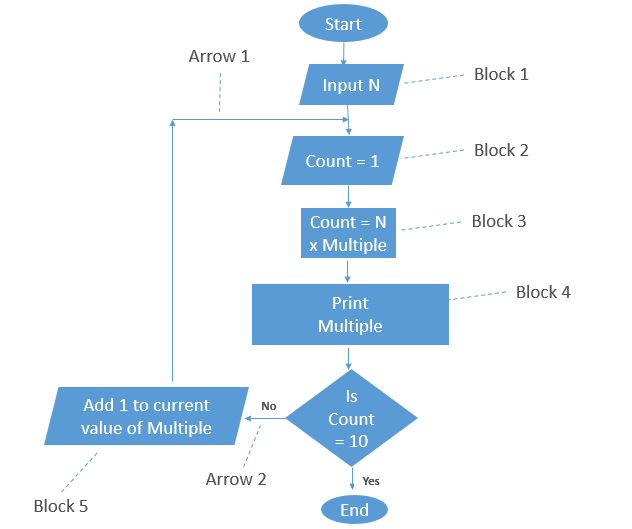 Start
Arrow 1
Input N
Block 1
Count = 1
Block 2
Count = N
x Multiple
Block 3
Print
Multiple
Block 4
Is
Count
= 10
No
Add 1 to current
value of Multiple
Arrow 2
Yes
Block 5
End